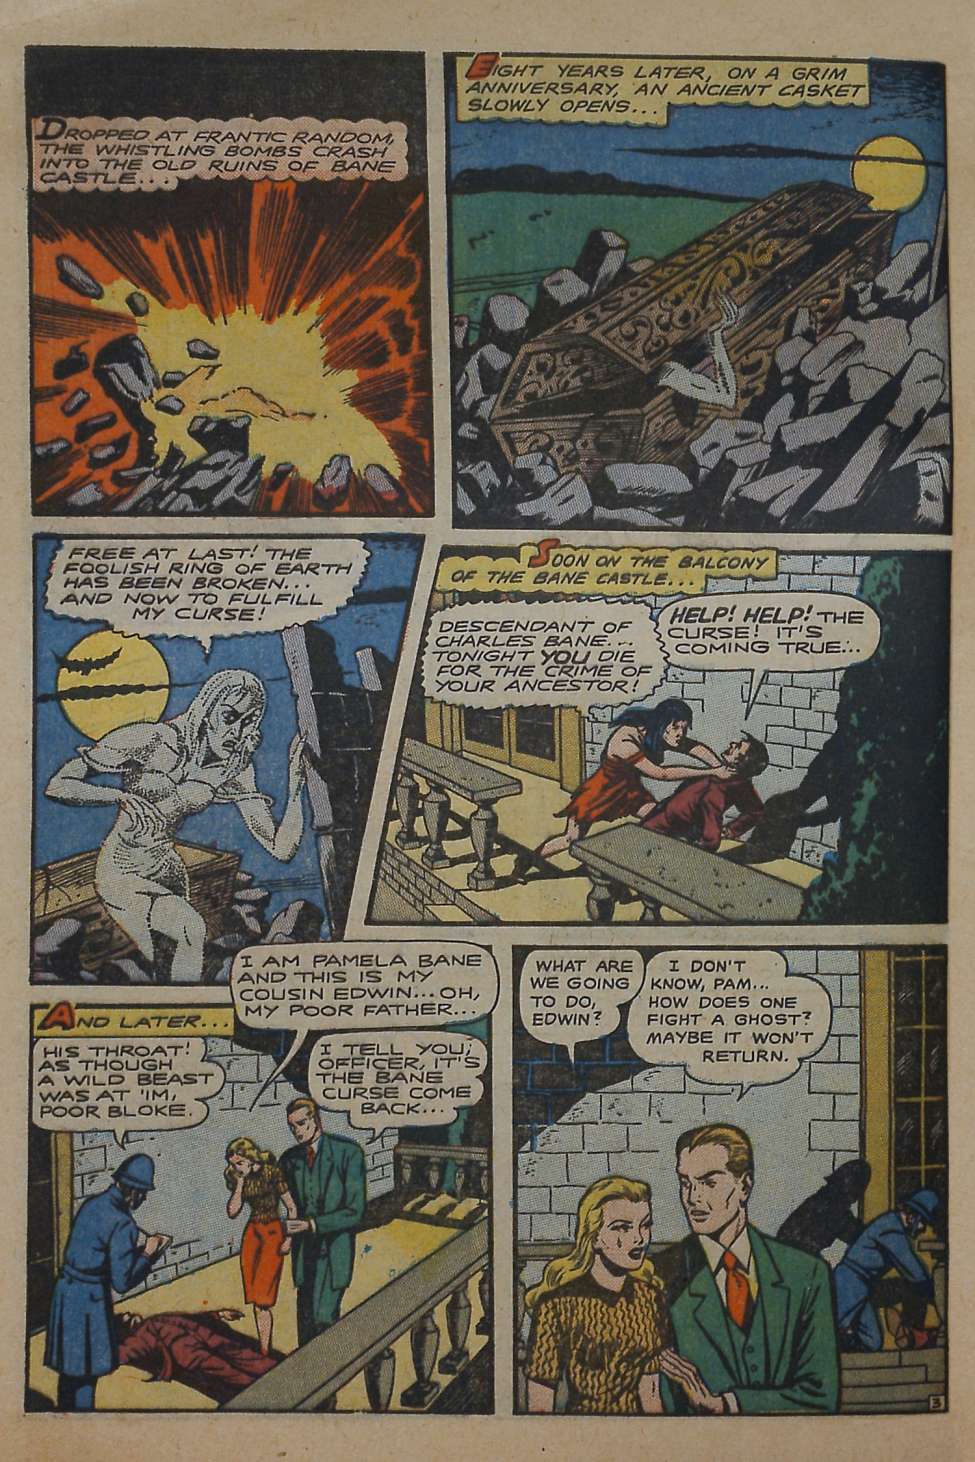 DROPPED AT FRANTIC RANDOM,
THE WHISTLING BOMBS CRASH
INTO THE OLD RUINS OF BANE
CASTLE...
EIGHT YEARS LATER, ON A GRIM
ANNIVERSARY, AN ANCIENT CASKET
SLOWLY OPENS...
FREE AT LAST! THE
FOOLISH RING OF EARTH
HAS BEEN BROKEN...
AND NOW TO FULFILL
MY CURSE!
SOON ON THE BALCONY
OF THE BANE CASTLE...
DESCENDANT OF
CHARLES BANE...
TONIGHT YOU DIE
FOR THE CRIME OF
YOUR ANCESTOR!
HELP! HELP! THE
CURSE! IT'S
COMING TRUE...
AND LATER...
HIS THROAT!
AS THOUGH
A WILD BEAST
WAS AT 'IM,
POOR BLOKE.
I AM PAMELA BANE
AND THIS IS MY
COUSIN EDWIN...OH,
MY POOR FATHER...
I TELL YOU,
OFFICER, IT'S
THE BANE
CURSE COME
BACK...
WHAT ARE
WE GOING
TO DO,
EDWIN?
I DON'T
KNOW, PAM...
HOW DOES ONE
FIGHT A GHOST?
MAYBE IT WON'T
RETURN.
3